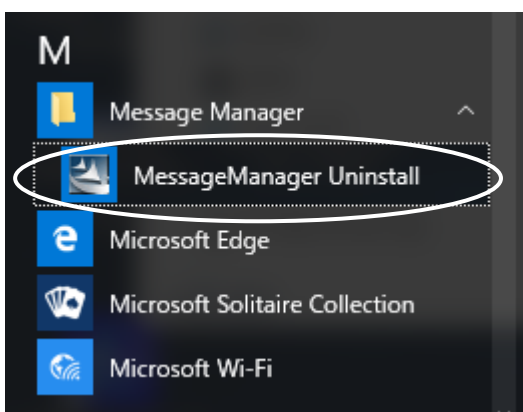 M
Message Manager
MessageManager Uninstall
Microsoft Edge
Microsoft Solitaire Collection
Microsoft Wi-Fi